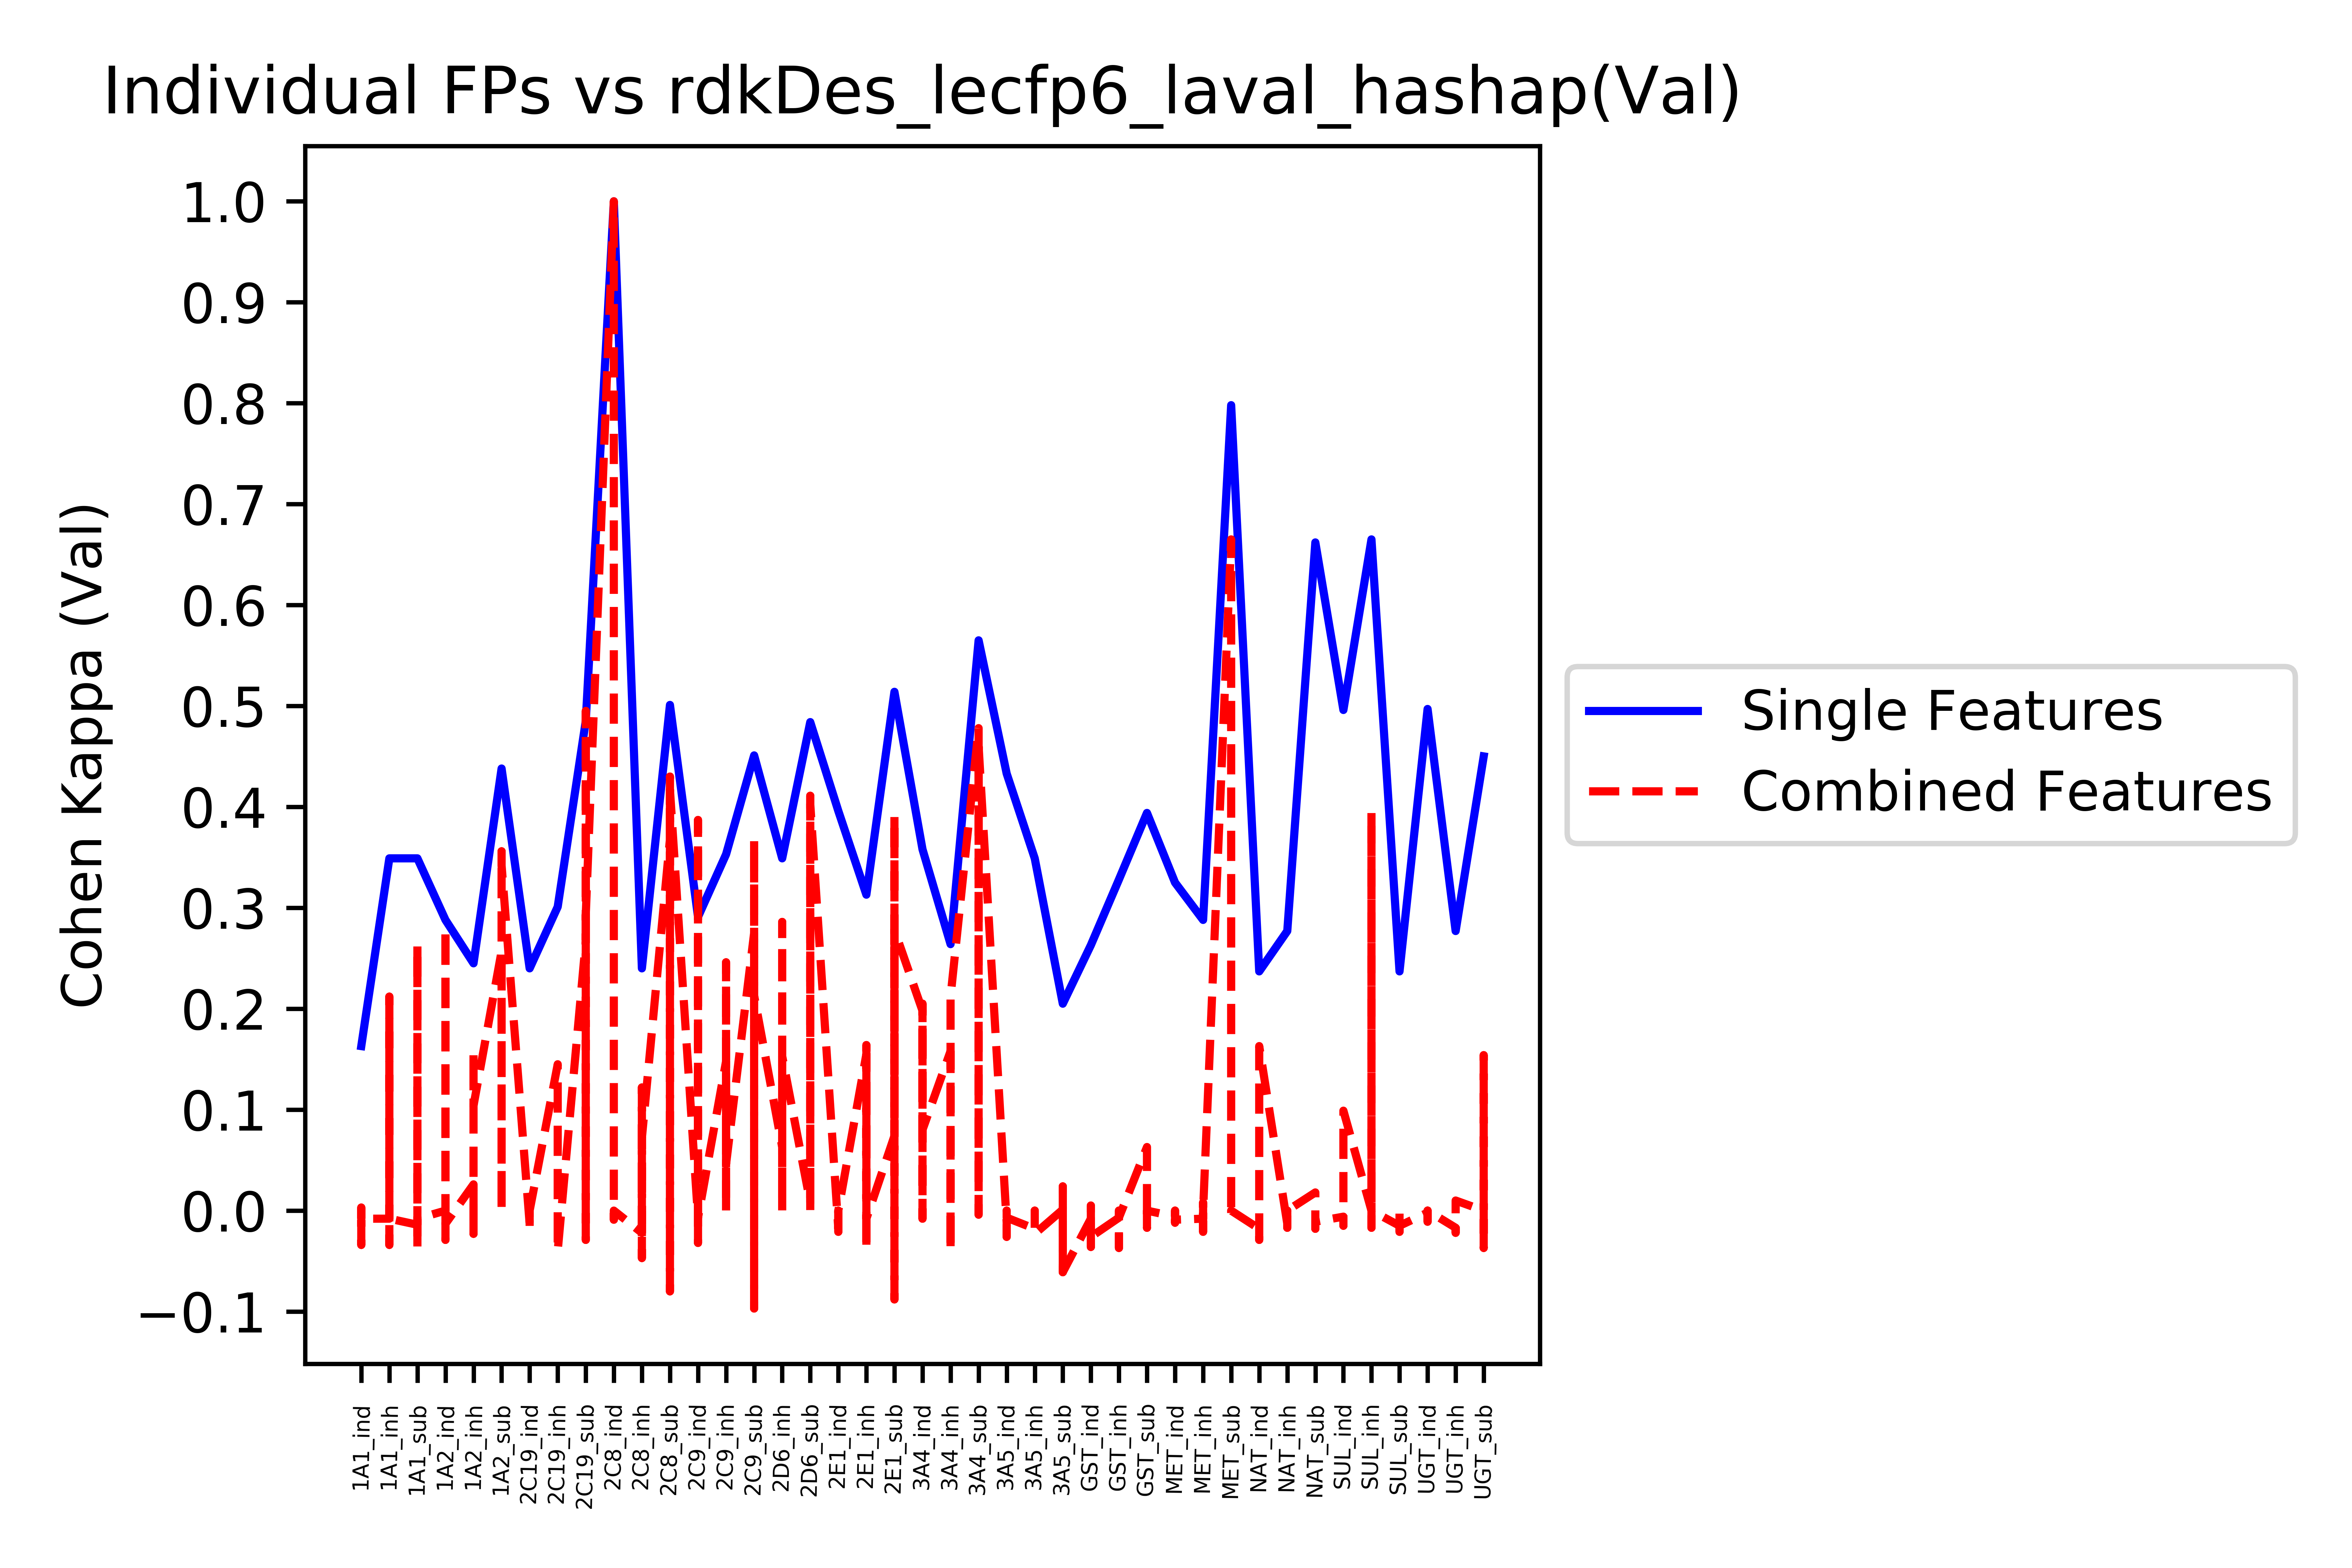 Individual FPs vs rdkDes_lecfp6_laval_hashap(Val)
Cohen Kappa (Val)
1.0
0.9
0.8
0.7
0.6
0.5
0.4
0.3
0.2
0.1
0.0
−0.1
Single Features
Combined Features
1A1_ind
1A1_inh
1A1_sub
1A2_ind
1A2_inh
1A2_sub
2C19_ind
2C19_inh
2C19_sub
2C8_ind
2C8_inh
2C8_sub
2C9_ind
2C9_inh
2C9_sub
2D6_inh
2D6_sub
2E1_ind
2E1_inh
2E1_sub
3A4_ind
3A4_inh
3A4_sub
3A5_ind
3A5_inh
3A5_sub
GST_ind
GST_inh
GST_sub
MET_ind
MET_inh
MET_sub
NAT_ind
NAT_inh
NAT_sub
SUL_ind
SUL_inh
SUL_sub
UGT_ind
UGT_inh
UGT_sub